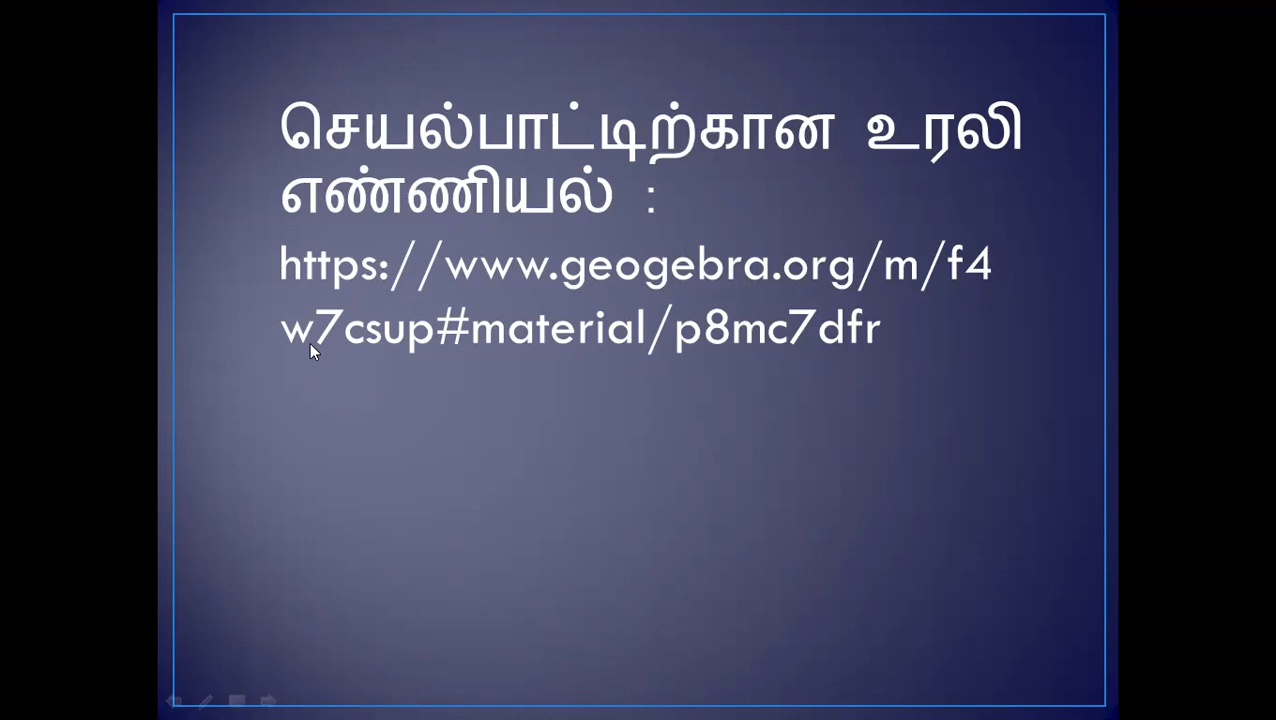 செயல்பாட்டிற்கான உரலி
எண்ணியல் :
https://www.geogebra.org/m/f4
w7csup#material/p8mc7dfr